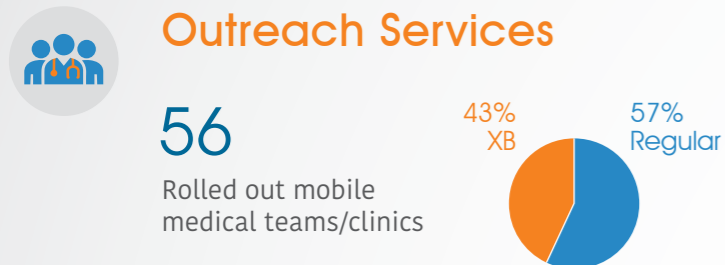 Outreach Services
56
Rolled out mobile
medical teams/clinics
43%
XB
57%
Regular